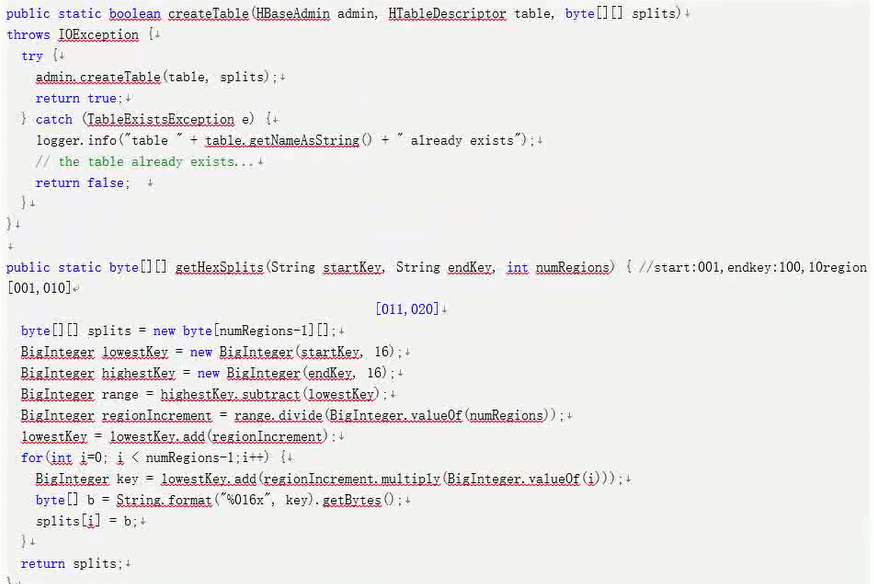 public static boolean createTable(HBaseAdmin admin, HTableDescriptor table, byte[][] splits)↓
throws IOException {↓
  try {↓
    admin.createTable(table, splits);↓
    return true;↓
  } catch (TableExistsException e) {↓
    logger.info("table " + table.getNameAsString() + " already exists");↓
    // the table already exists...↓
    return false;  ↓
  }↓
}↓
↓
public static byte[][] getHexSplits(String startKey, String endKey, int numRegions) { //start:001,endkey:100,10region
[001,010]↵
[011,020]↓
  byte[][] splits = new byte[numRegions-1][];↓
  BigInteger lowestKey = new BigInteger(startKey, 16);↓
  BigInteger highestKey = new BigInteger(endKey, 16);↓
  BigInteger range = highestKey.subtract(lowestKey);↓
  BigInteger regionIncrement = range.divide(BigInteger.valueOf(numRegions));↓
  lowestKey = lowestKey.add(regionIncrement);↓
  for(int i=0; i < numRegions-1;i++) {↓
    BigInteger key = lowestKey.add(regionIncrement.multiply(BigInteger.valueOf(i)));↓
    byte[] b = String.format("%016x", key).getBytes();↓
    splits[i] = b;↓
  }↓
  return splits;↓
}↓